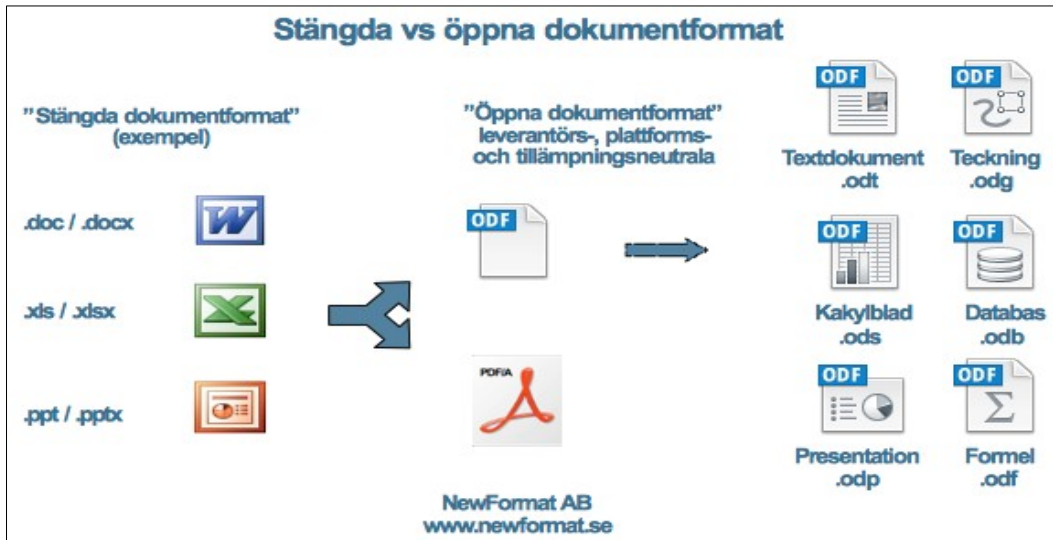 Stängda vs öppna dokumentformat
"Stängda dokumentformat"
(exempel)
.doc / .docx
W
.xls / .xlsx
X
.ppt / .pptx
"Öppna dokumentformat"
leverantörs-, plattforms-
och tillämpningsneutrala
ODF
PDF/A
ODF
Textdokument
.odt
ODF
Teckning
.odg
ODF
Kakylblad
.ods
ODF
Databas
.odb
ODF
Presentation
.odp
ODF
Σ
Formel
.odf
NewFormat AB
www.newformat.se